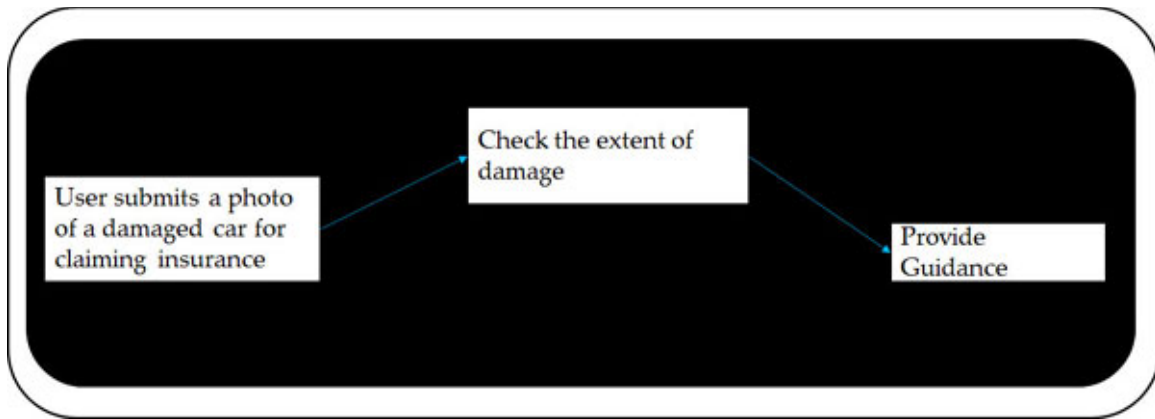 User submits a photo
of a damaged car for
claiming insurance
Check the extent of
damage
Provide
Guidance